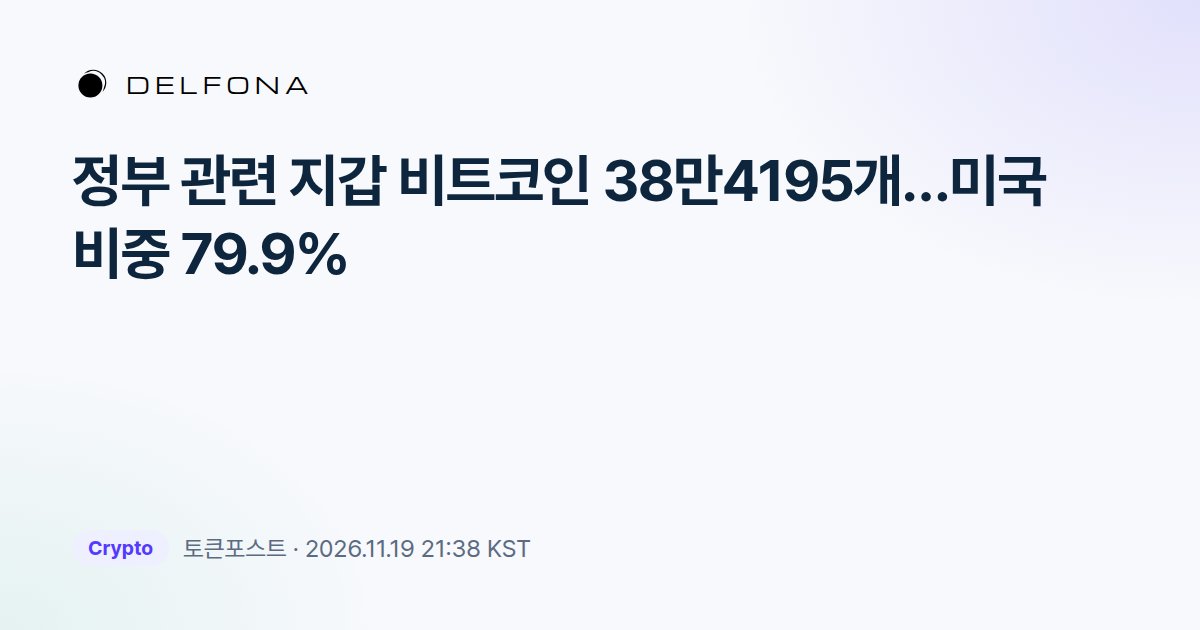 DELFONA
정부 관련 지갑 비트코인 38만4195개…미국
비중 79.9%
Crypto 토큰포스트 · 2026.11.19 21:38 KST